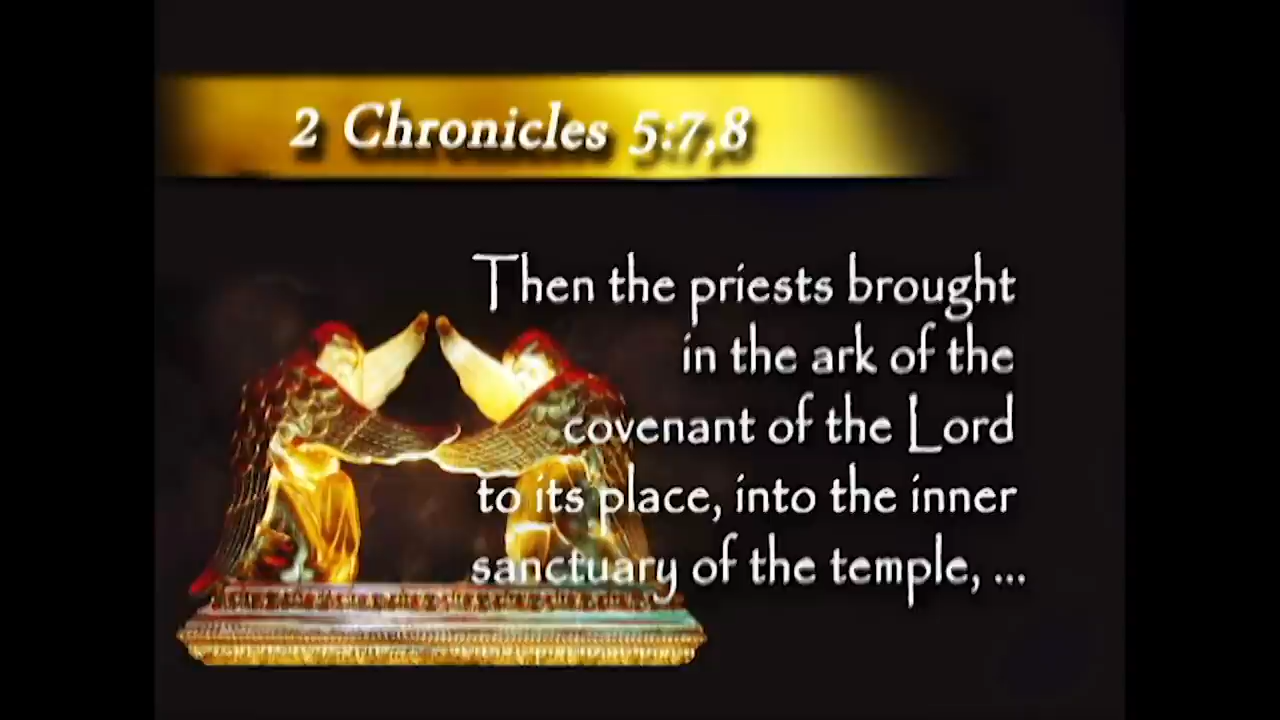 2 Chronicles 5:7,8
Then the priests brought
in the ark of the
covenant of the Lord
to its place, into the inner
sanctuary of the temple, ...